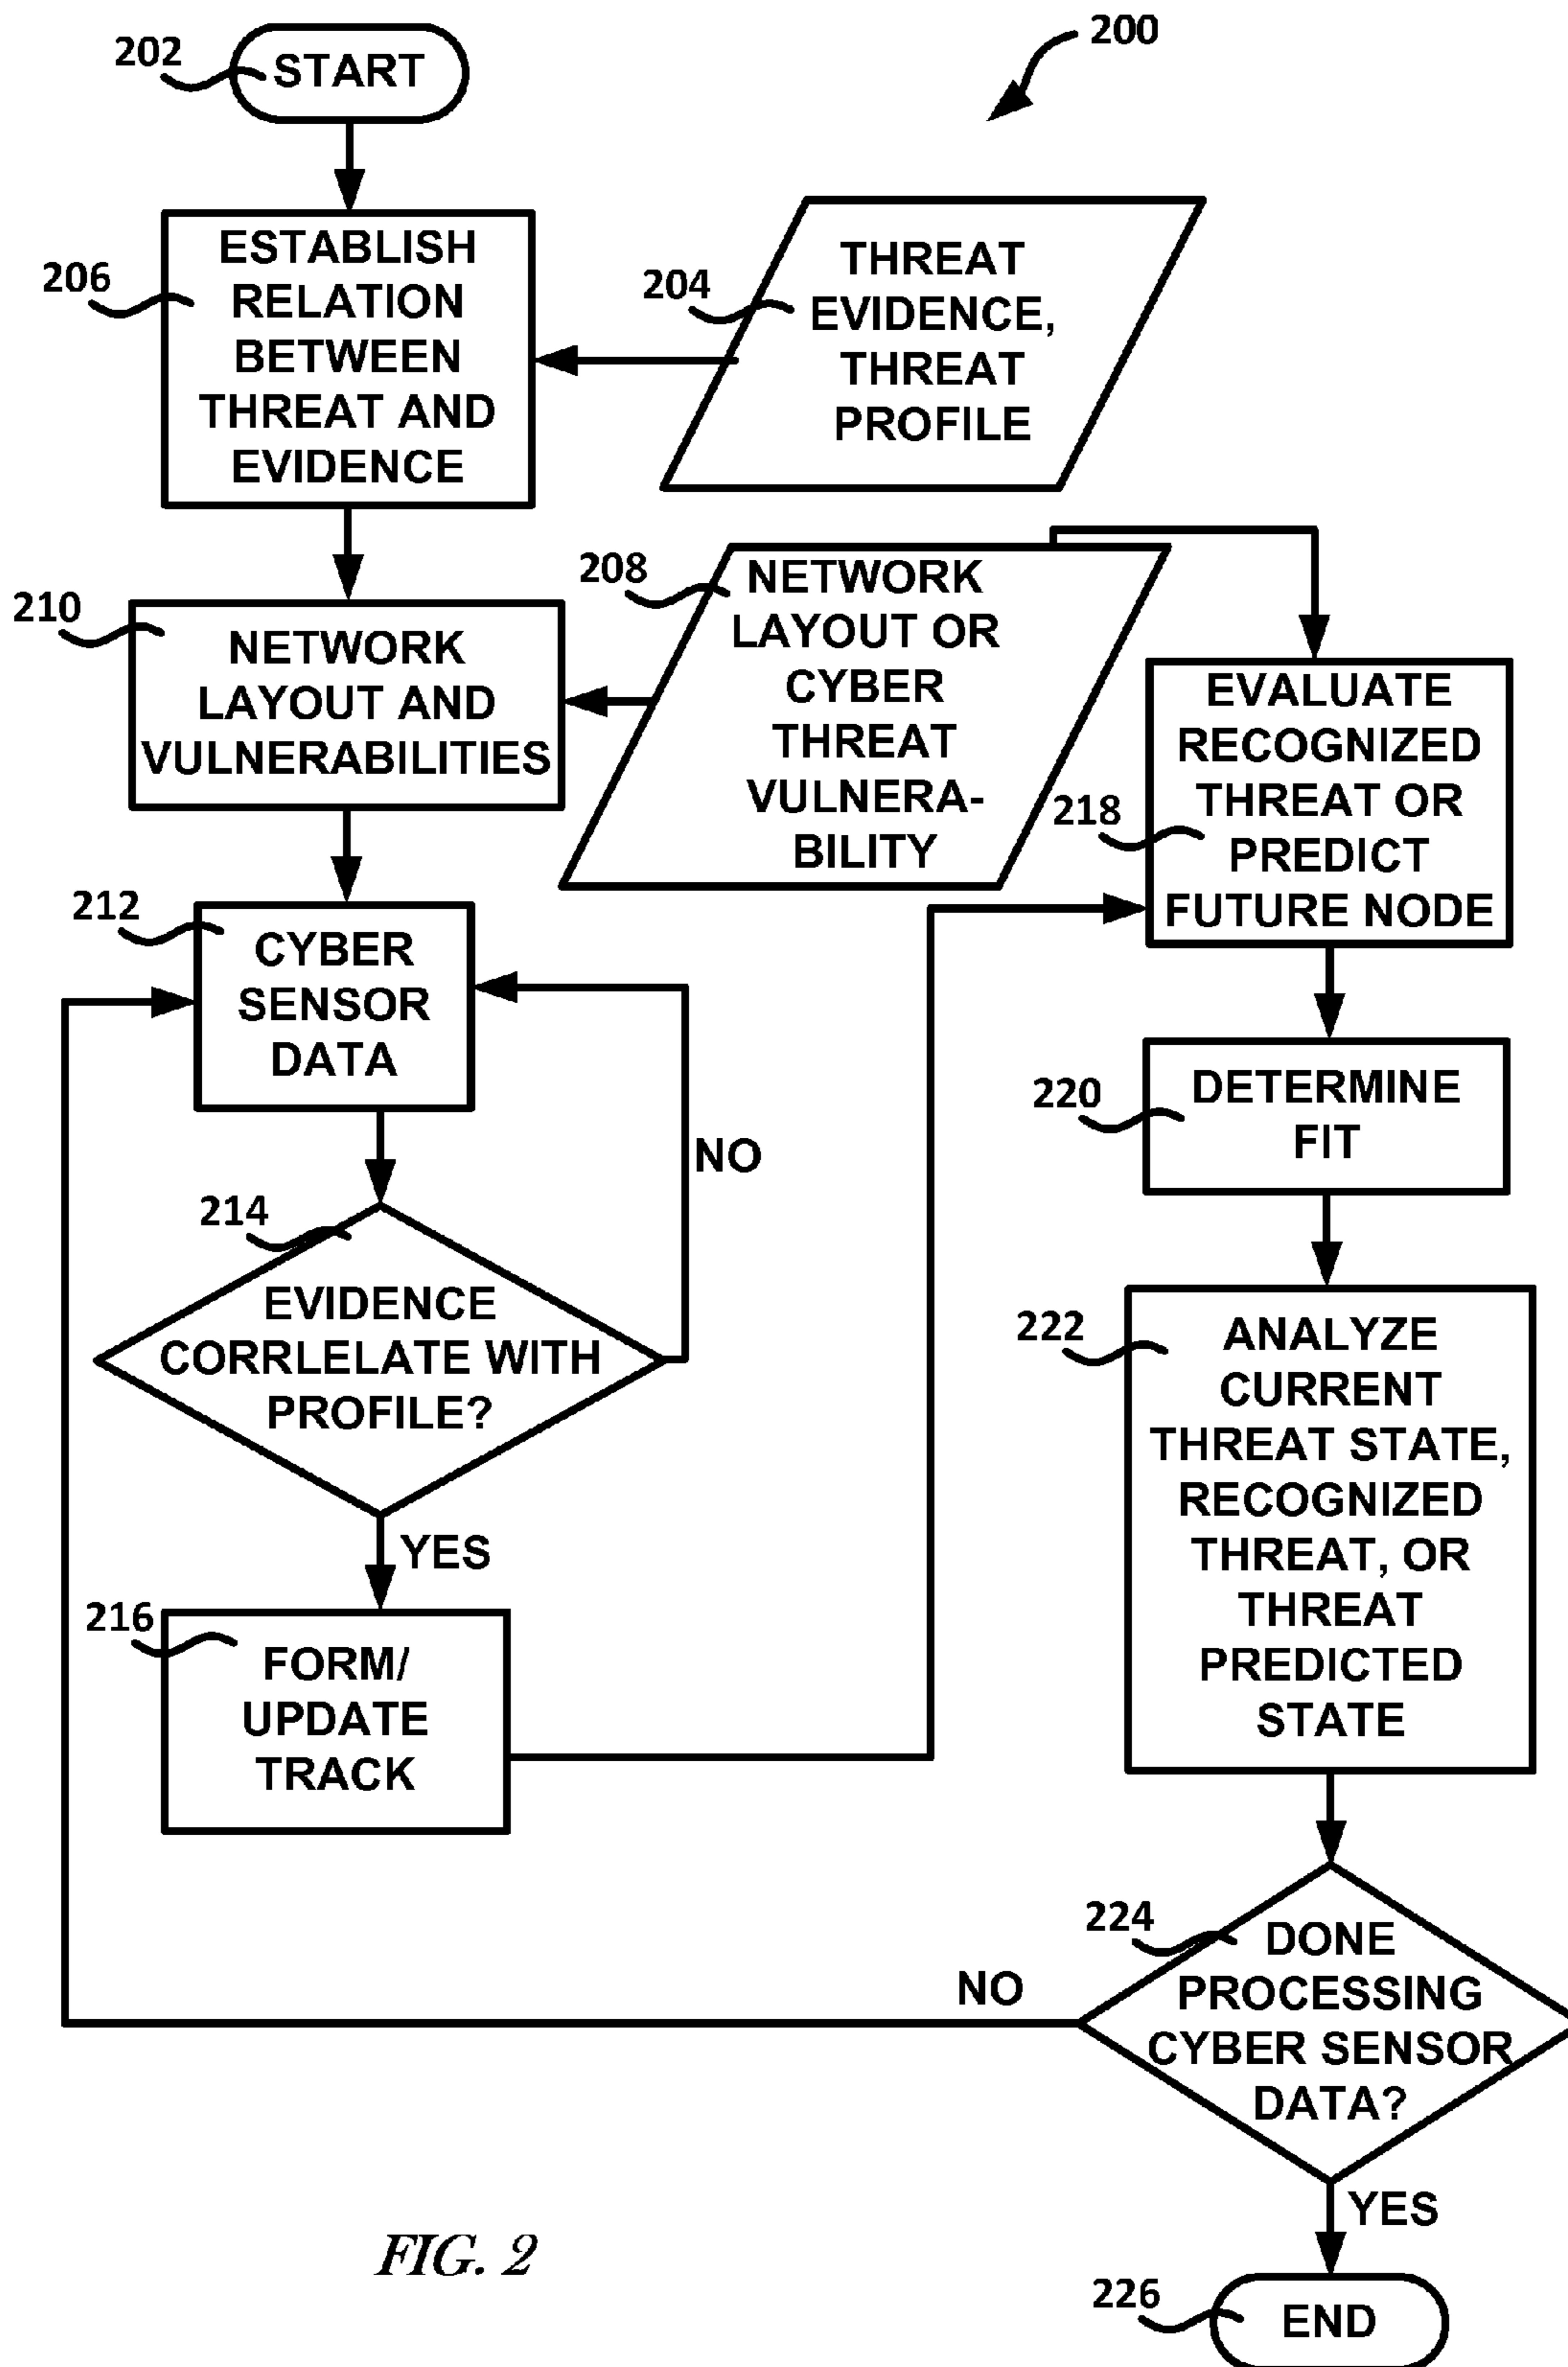 200
202
START
206
ESTABLISH
RELATION
BETWEEN
THREAT AND
EVIDENCE
204
THREAT
EVIDENCE,
THREAT
PROFILE
210
NETWORK
LAYOUT AND
VULNERABILITIES
208
NETWORK
LAYOUT OR
CYBER
THREAT
VULNERA-
BILITY
212
CYBER
SENSOR
DATA
NO
214
EVIDENCE
CORRLELATE WITH
PROFILE?
YES
216
FORM/
UPDATE
TRACK
218
EVALUATE
RECOGNIZED
THREAT OR
PREDICT
FUTURE NODE
220
DETERMINE
FIT
222
ANALYZE
CURRENT
THREAT STATE,
RECOGNIZED
THREAT, OR
THREAT
PREDICTED
STATE
224
DONE
PROCESSING
CYBER SENSOR
DATA?
NO
YES
226
END
FIG. 2